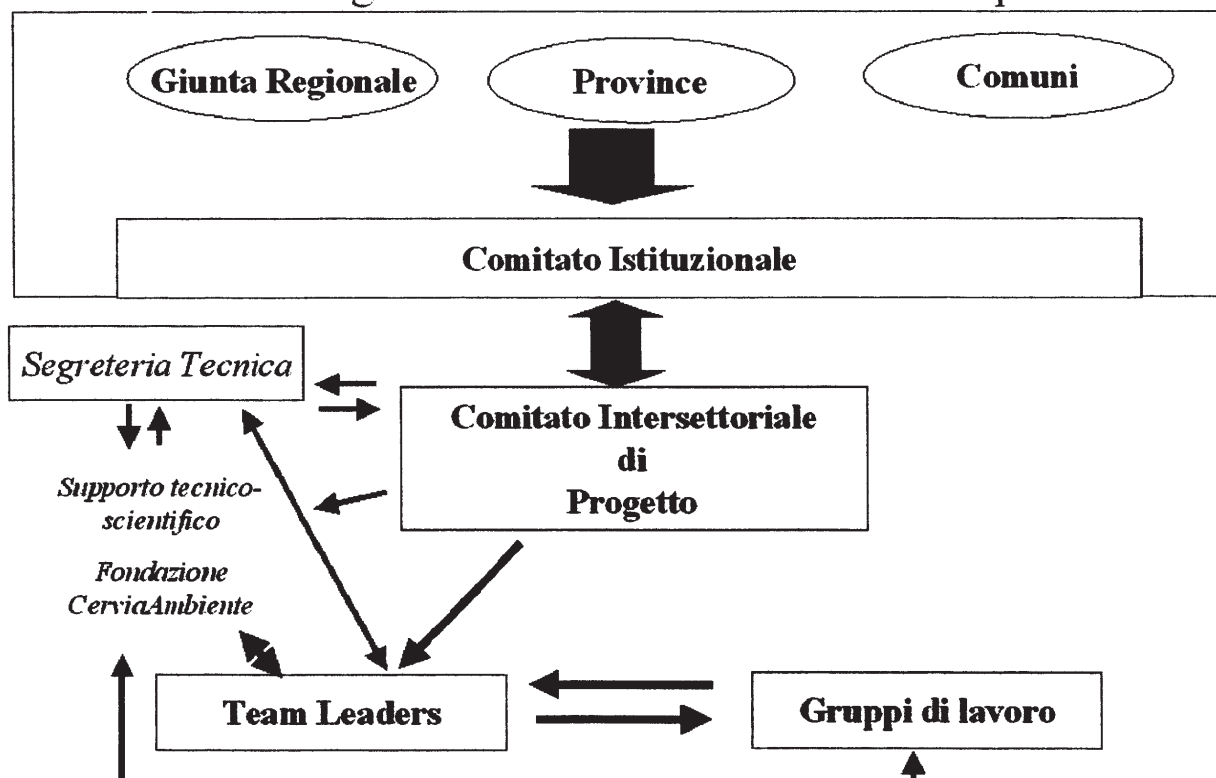 Giunta Regionale
Province
Comuni
Comitato Istituzionale
Segreteria Tecnica
Comitato Intersettoriale
di
Progetto
Supporto tecnico-
scientifico
Fondazione
CerviaAmbiente
Team Leaders
Gruppi di lavoro